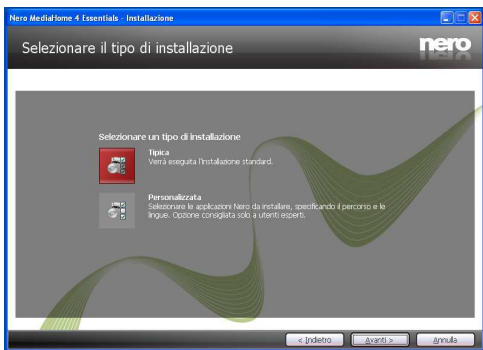 Nero MediaHome 4 Essentials - Installazione
Selezionare il tipo di installazione
nero
Selezionare un tipo di installazione
Tipica
Verrà eseguita l'installazione standard.
Personalizzata
Selezionare le applicazioni Nero da installare, specificando il percorso e le
lingue. Opzione consigliata solo a utenti esperti.
< Indietro
Avanti >
Annulla